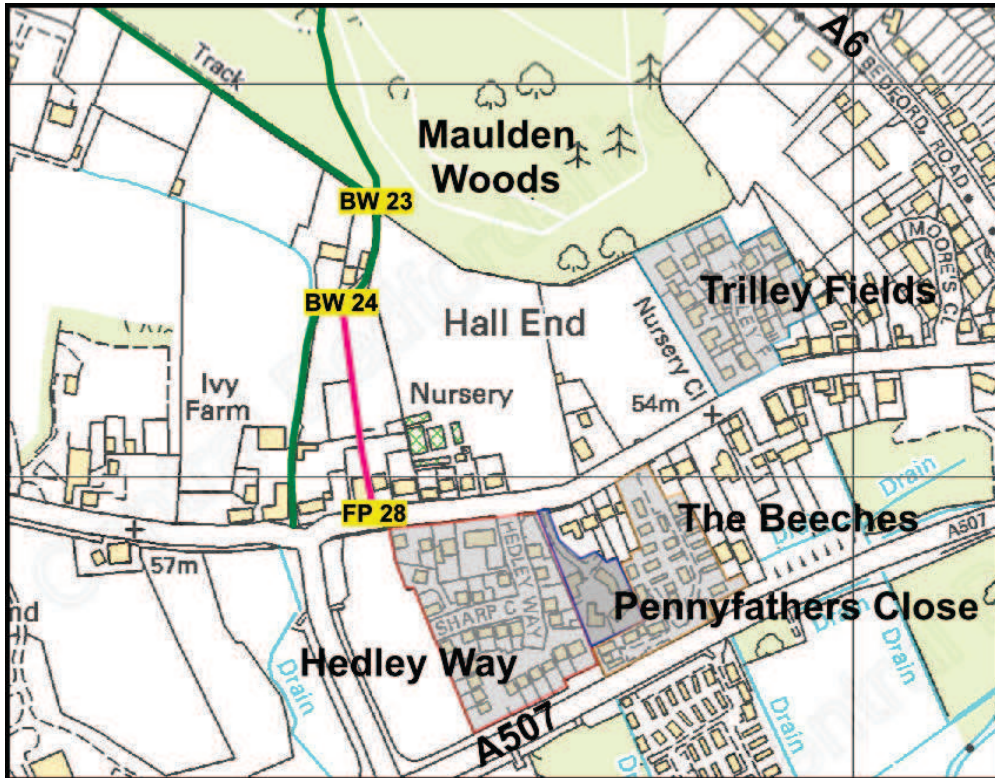 A6
Track
BEDFORD ROAD
Maulden
Woods
BW 23
MOORE'S CL
Trilley Fields
BW 24
Hall End
Nursery Cl
Ivy
Farm
Nursery
54m
Drain
FP 28
The Beeches
A507
HEDLEY WAY
57m
SHARP C
Pennyfathers Close
Drain
Drain
Hedley Way
Drain
Drain
A507